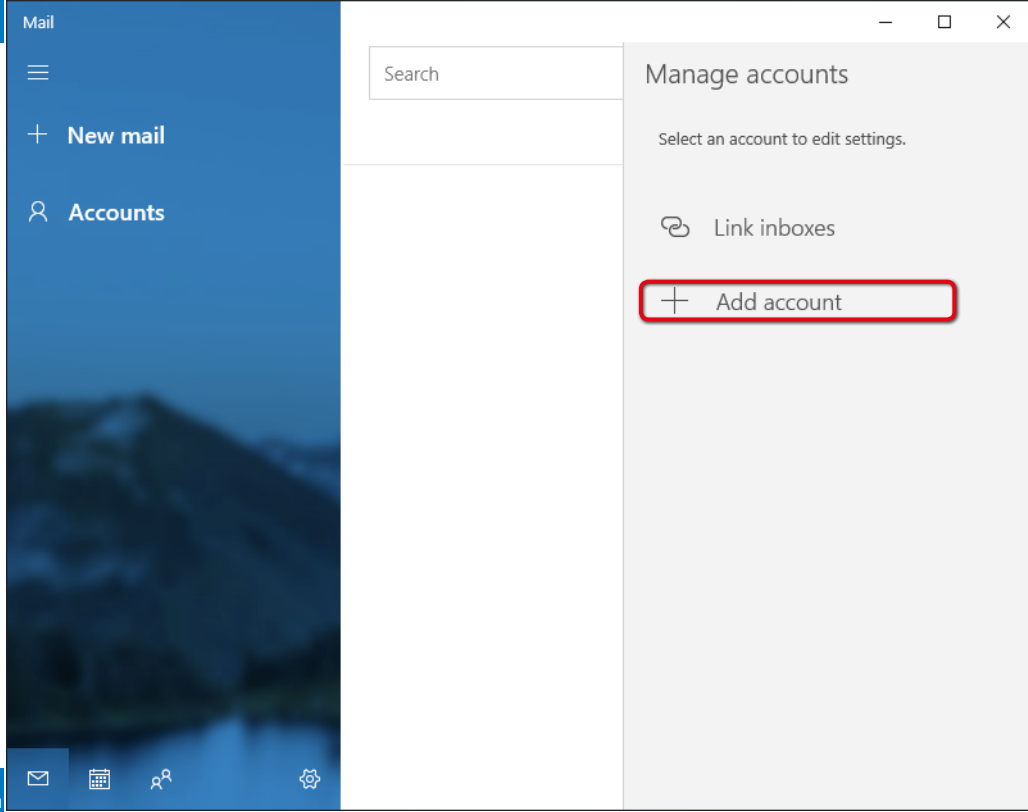 Mail
Search
Manage accounts
New mail
Select an account to edit settings.
Accounts
Link inboxes
Add account